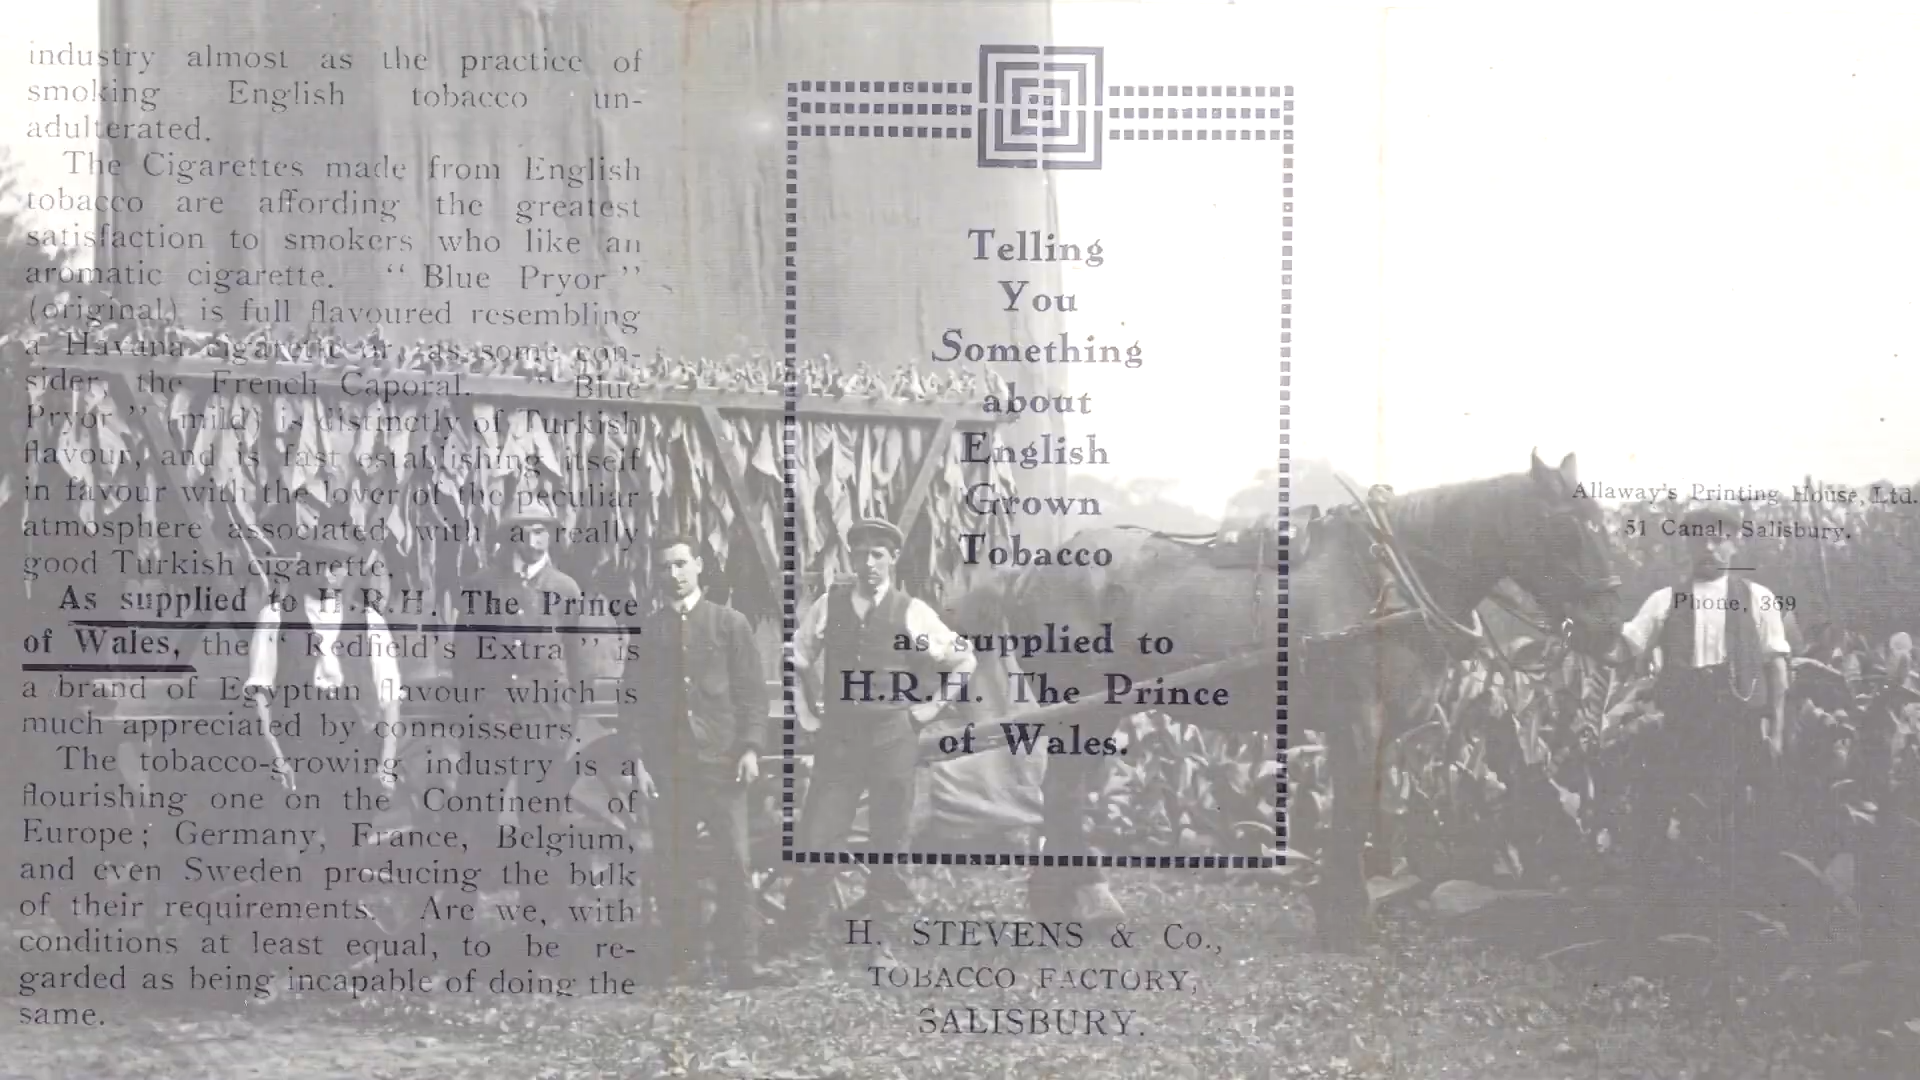 industry almost as the practice of
smoking English tobacco un-
adulterated.
The Cigarettes made from English
tobacco are affording the greatest
satisfaction to smokers who like an
aromatic cigarette. “ Blue Pryor ”
(original) is full flavoured resembling
a Havana cigarette or, as some con-
sider, the French Caporal. “ Blue
Pryor ” (mild) is distinctly of Turkish
flavour, and is fast establishing itself
in favour with the lover of the peculiar
atmosphere associated with a really
good Turkish cigarette.
As supplied to H.R.H. The Prince
of Wales, the “ Redfield's Extra ” is
a brand of Egyptian flavour which is
much appreciated by connoisseurs.
The tobacco-growing industry is a
flourishing one on the Continent of
Europe; Germany, France, Belgium,
and even Sweden producing the bulk
of their requirements. Are we, with
conditions at least equal, to be re-
garded as being incapable of doing the
same.
Telling
You
Something
about
English
Grown
Tobacco
as supplied to
H.R.H. The Prince
of Wales.
H. STEVENS & Co.,
TOBACCO FACTORY,
SALISBURY.
Allaway's Printing House, Ltd.
51 Canal, Salisbury.
Phone, 369